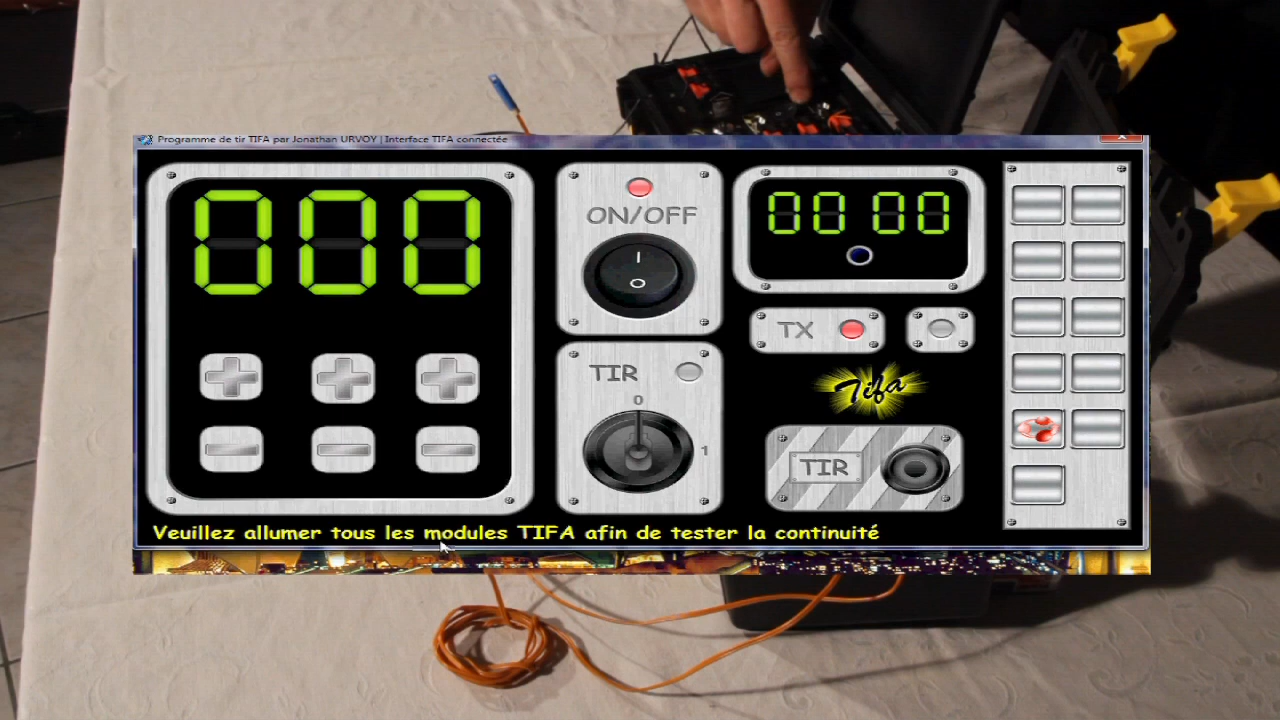 Programme de tir TIFA par Jonathan URVOY | Interface TIFA connectée
000
ON/OFF
I
O
00 00
TX
TIR
0
1
Tifa
TIR
Veuillez allumer tous les modules TIFA afin de tester la continuité